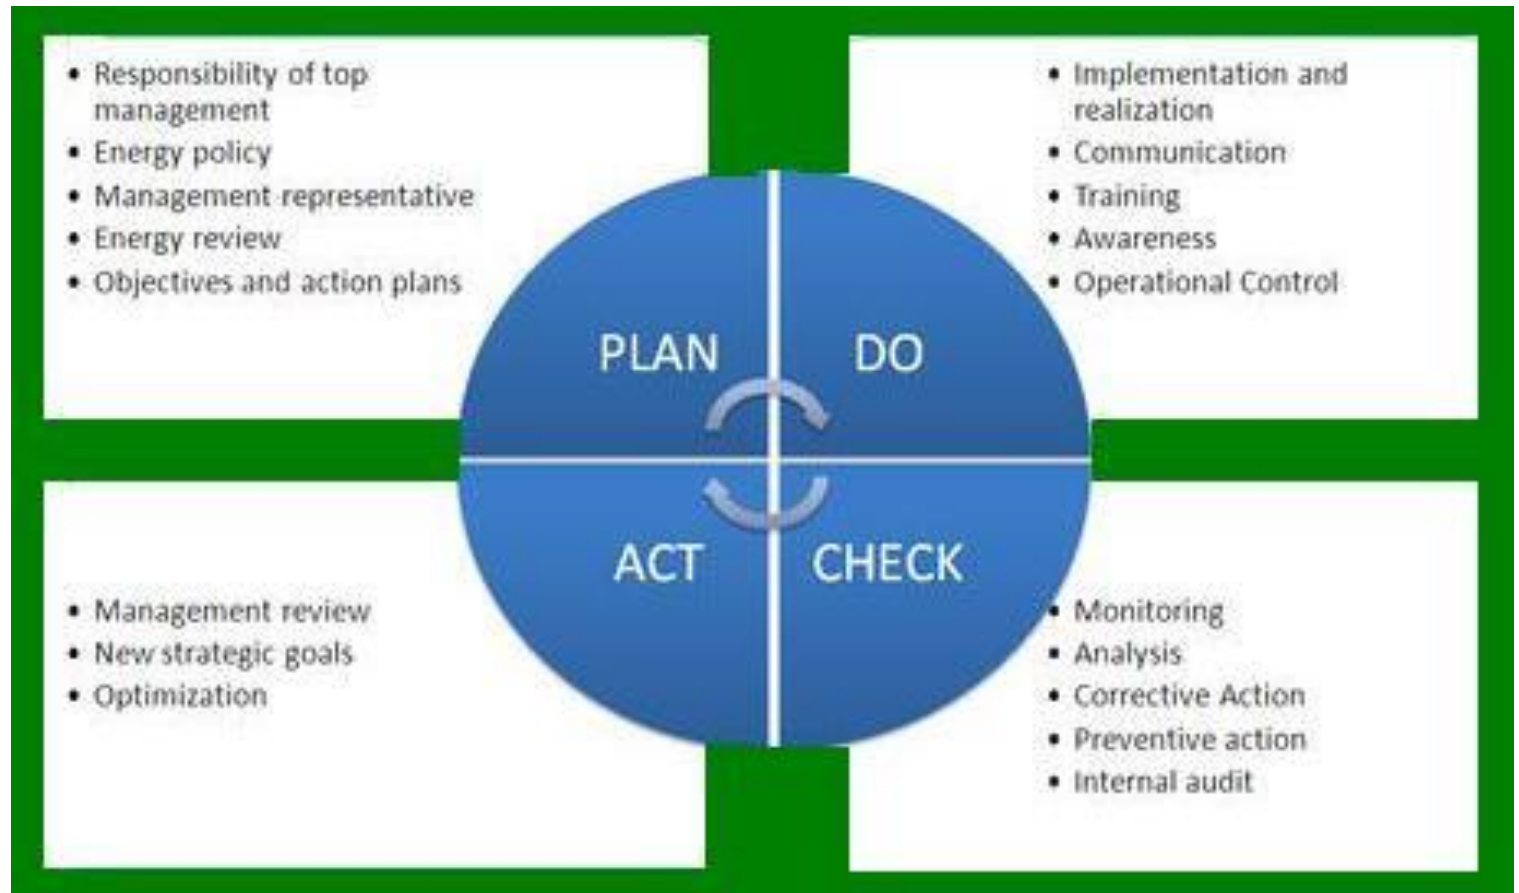 • Responsibility of top
management
• Energy policy
• Management representative
• Energy review
• Objectives and action plans
• Implementation and
realization
• Communication
• Training
• Awareness
• Operational Control
PLAN
DO
ACT
CHECK
• Management review
• New strategic goals
• Optimization
• Monitoring
• Analysis
• Corrective Action
• Preventive action
• Internal audit